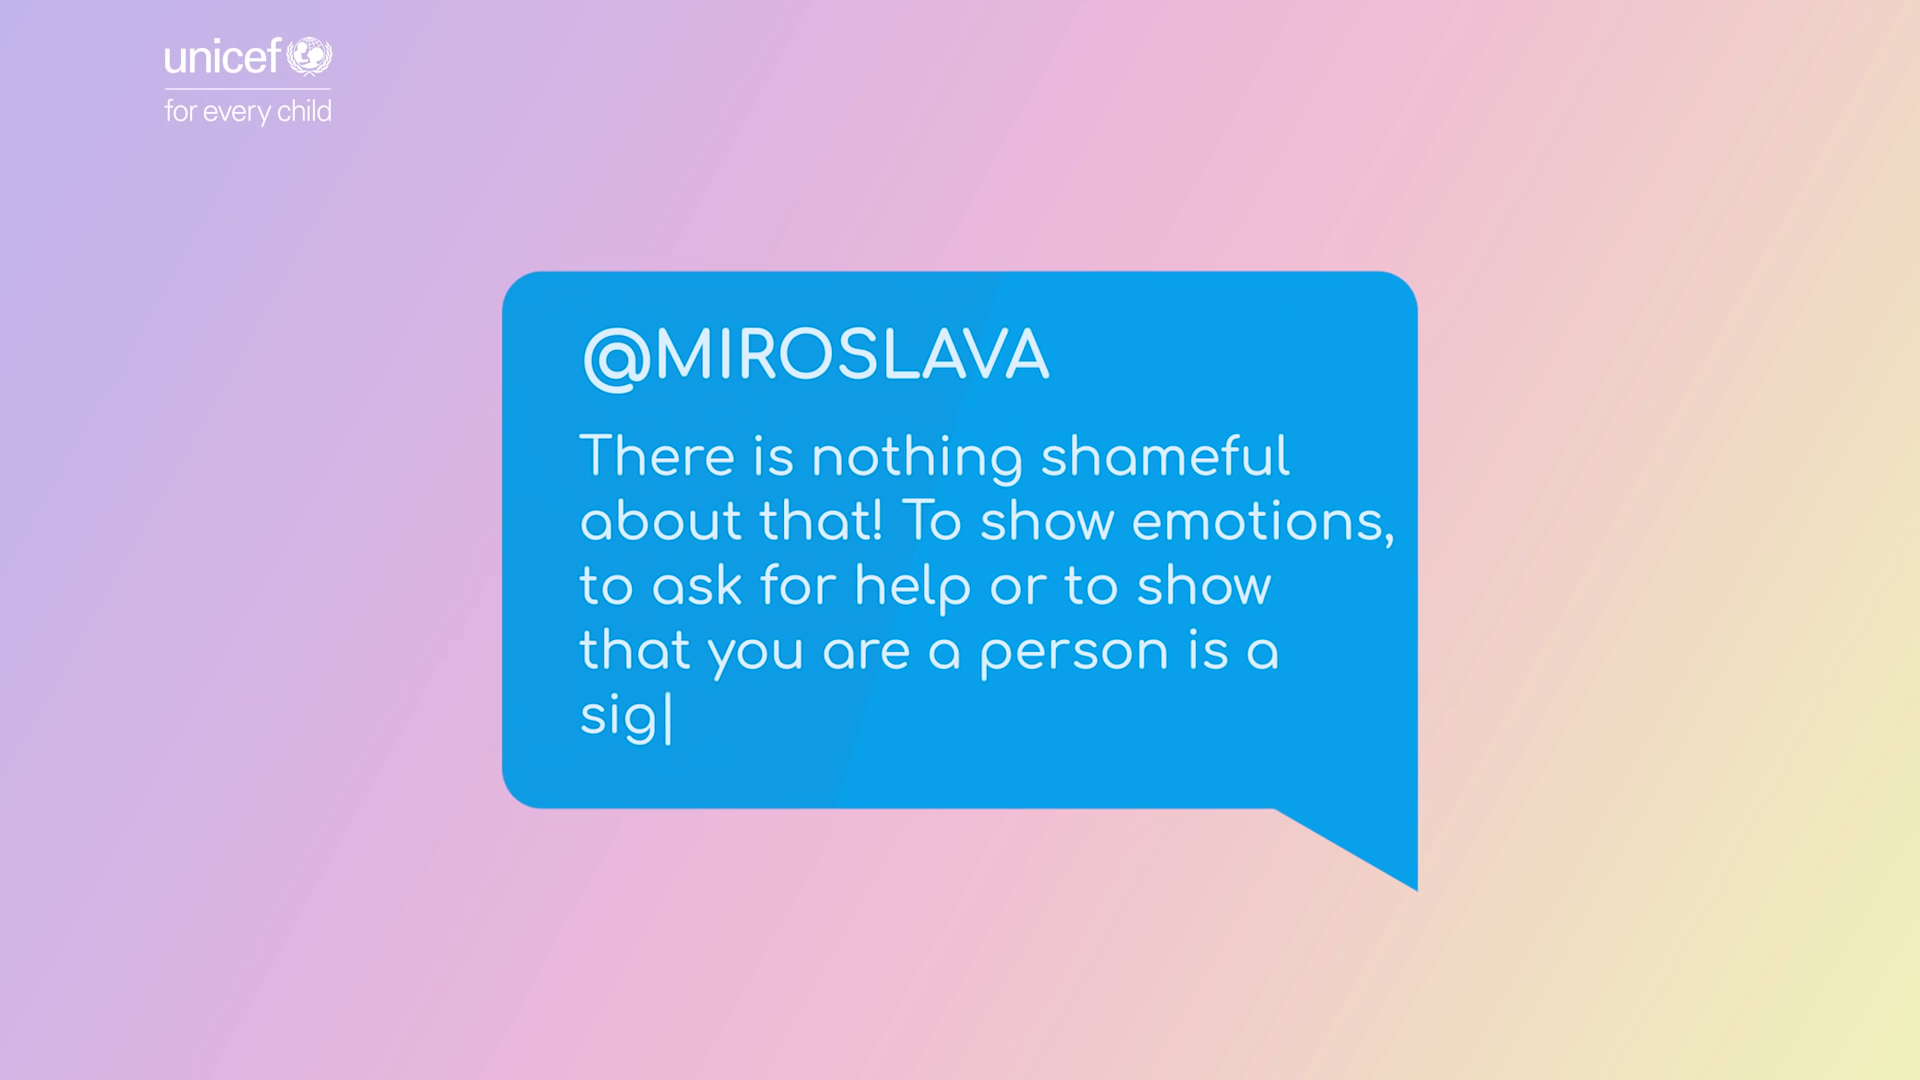 unicef
for every child
@MIROSLAVA
There is nothing shameful
about that! To show emotions,
to ask for help or to show
that you are a person is a
sig|